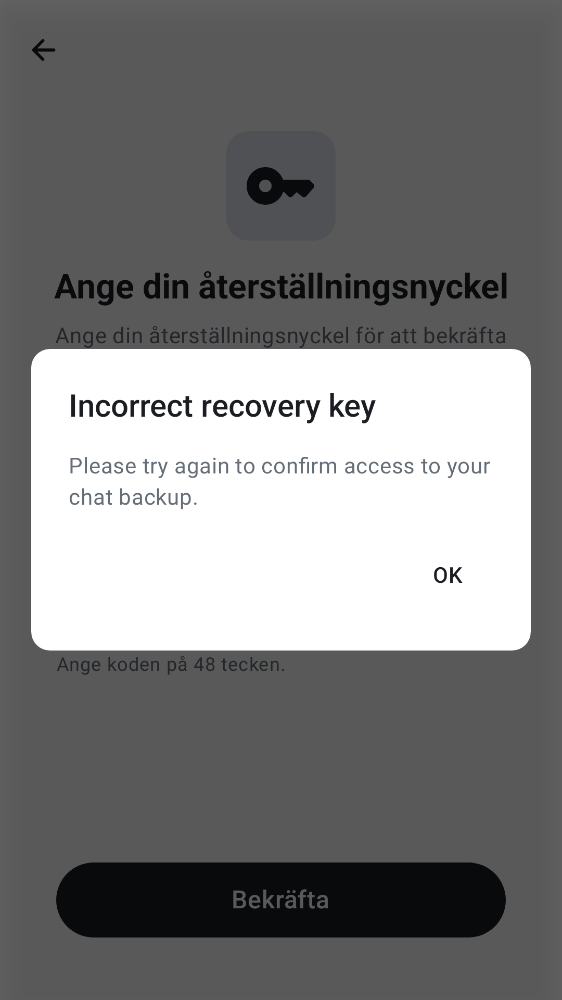 Ange din återställningsnyckel
Ange din återställningsnyckel för att bekräfta
Incorrect recovery key
Please try again to confirm access to your
chat backup.
OK
Ange koden på 48 tecken.
Bekräfta